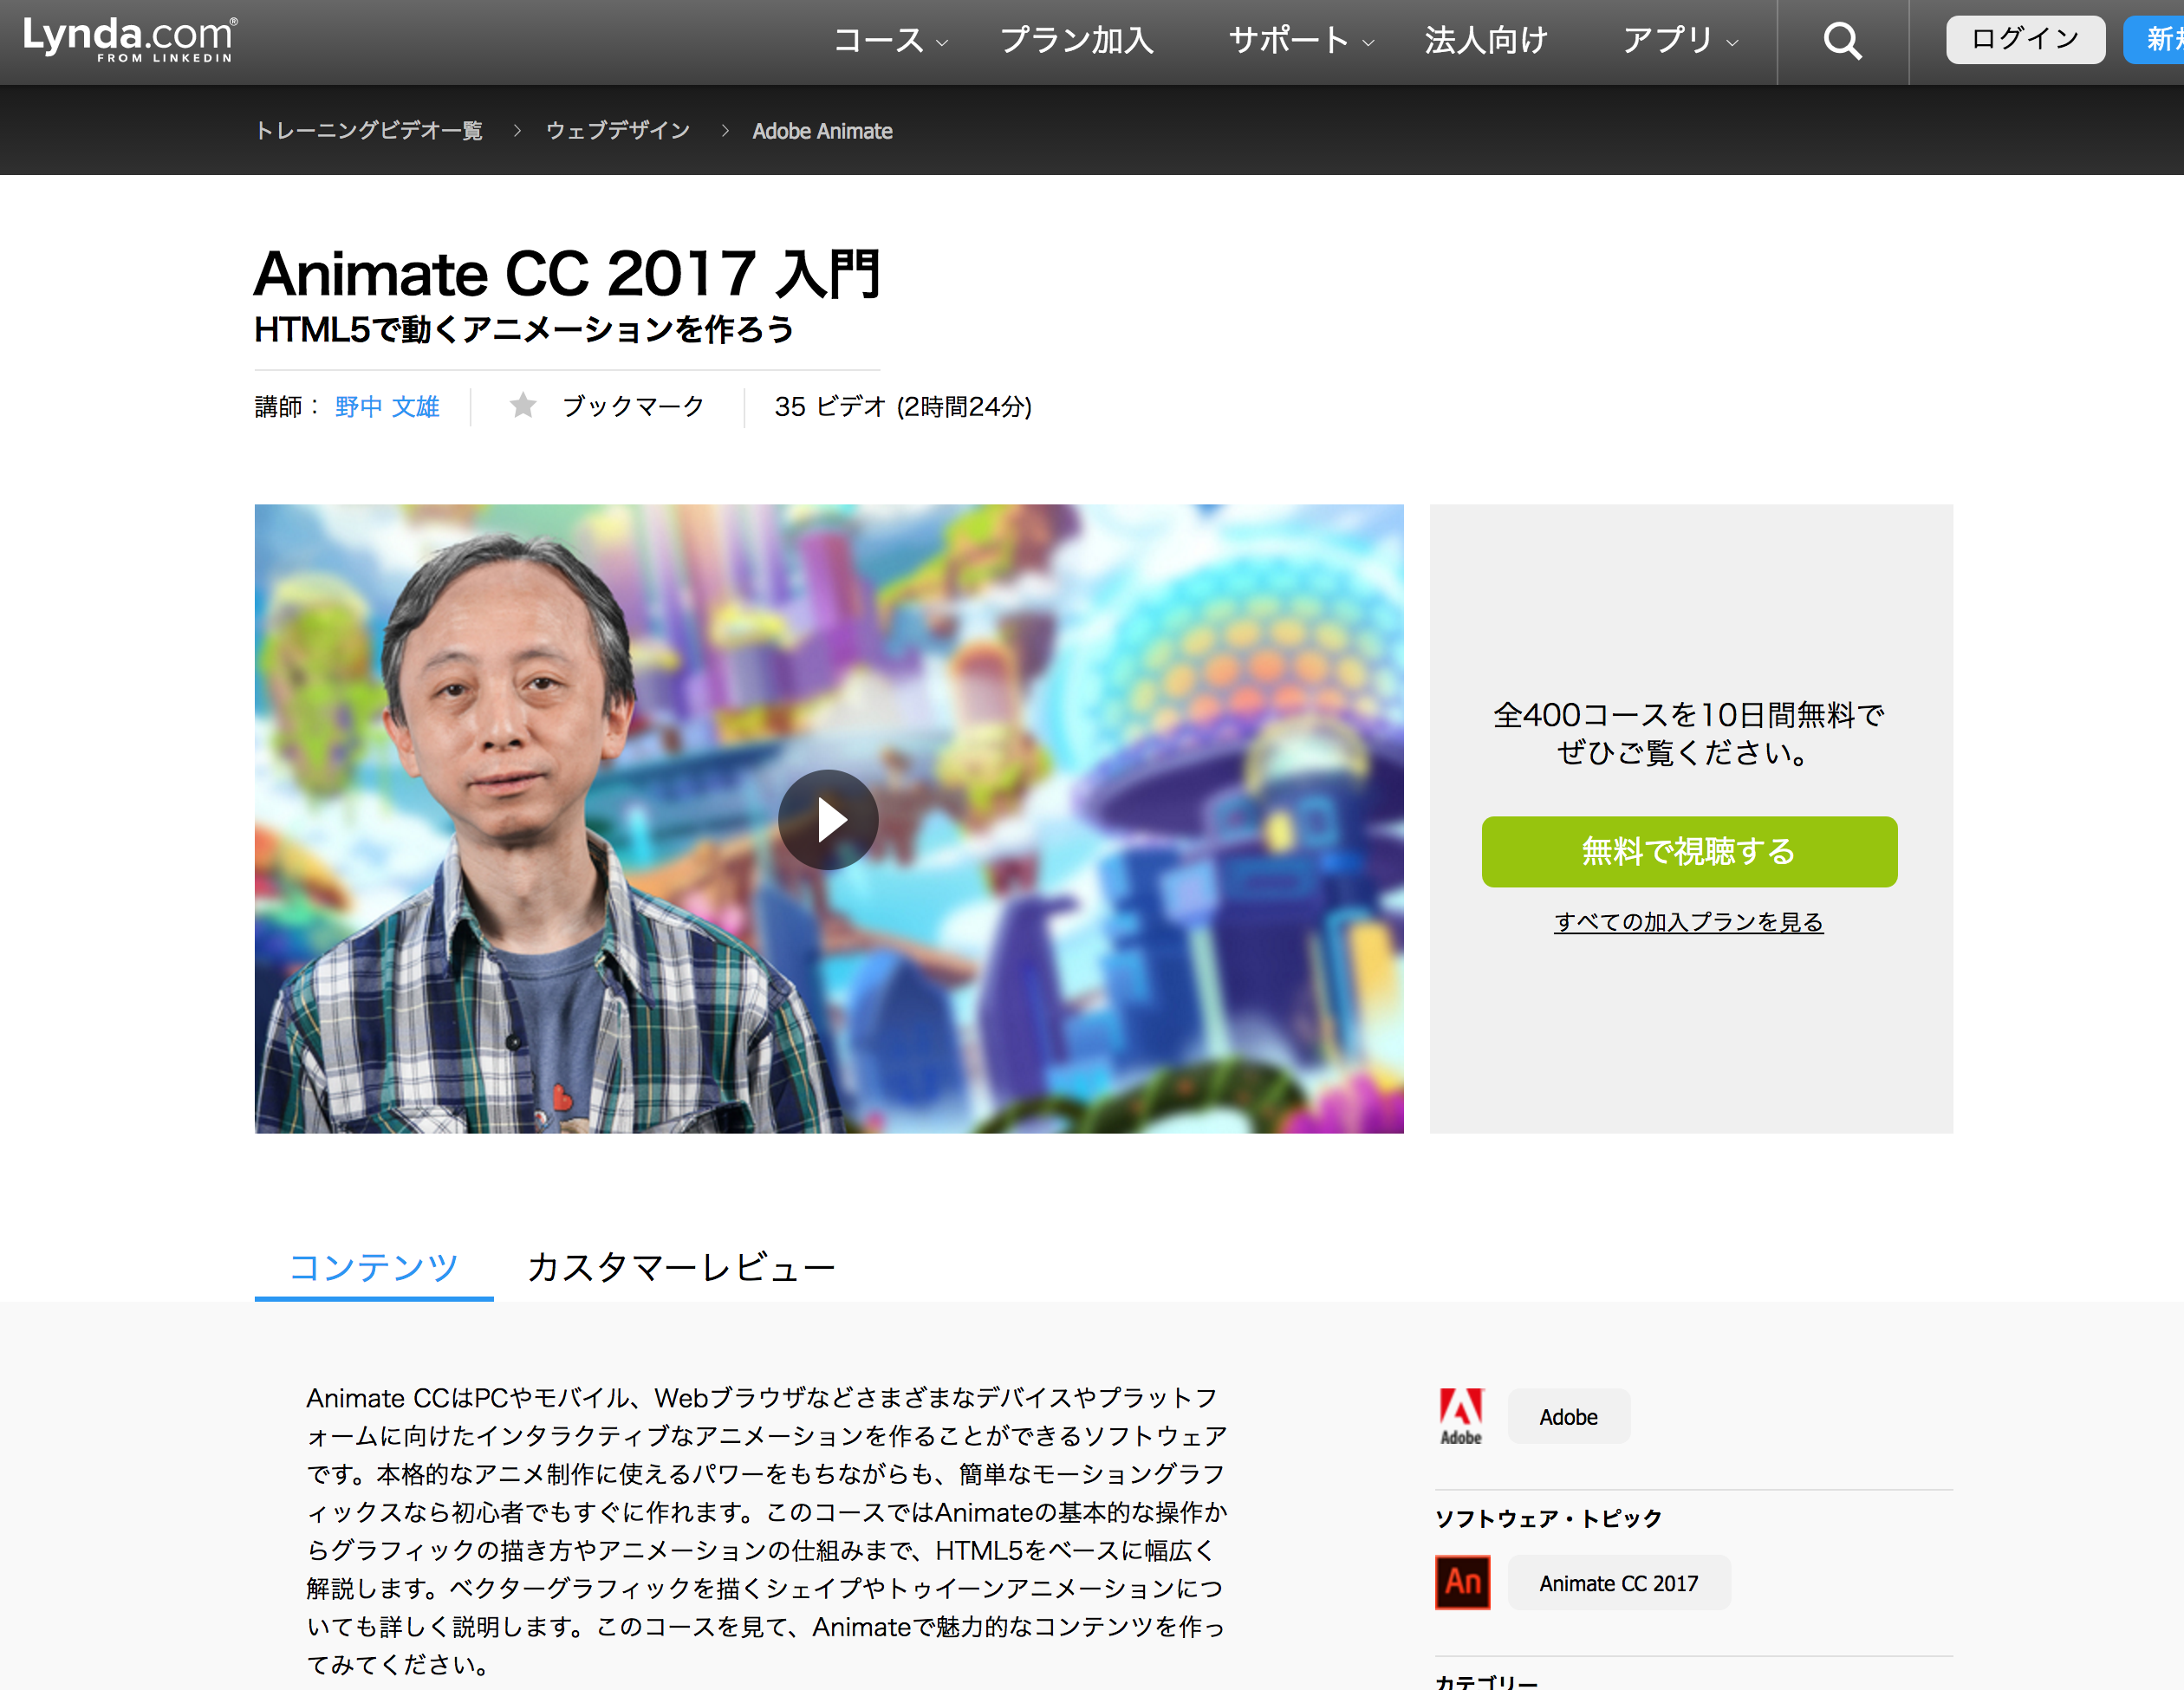 Lynda.com®
FROM LINKEDIN
コース プラン加入 サポート 法人向け アプリ ログイン
トレーニングビデオ一覧 > ウェブデザイン > Adobe Animate
Animate CC 2017 入門
HTML5で動くアニメーションを作ろう
講師： 野中 文雄 ブックマーク 35 ビデオ (2時間24分)
全400コースを10日間無料で
ぜひご覧ください。
無料で視聴する
すべての加入プランを見る
コンテンツ カスタマーレビュー
Animate CCはPCやモバイル、Webブラウザなどさまざまなデバイスやプラットフ
ォームに向けたインタラクティブなアニメーションを作ることができるソフトウェア
です。本格的なアニメ制作に使えるパワーをもちながらも、簡単なモーショングラフ
ィックスなら初心者でもすぐに作れます。このコースではAnimateの基本的な操作か
らグラフィックの描き方やアニメーションの仕組みまで、HTML5をベースに幅広く
解説します。ベクターグラフィックを描くシェイプやトゥイーンアニメーションにつ
いても詳しく説明します。このコースを見て、Animateで魅力的なコンテンツを作っ
てみてください。
Adobe
Adobe
ソフトウェア・トピック
An
Animate CC 2017
カテゴリー